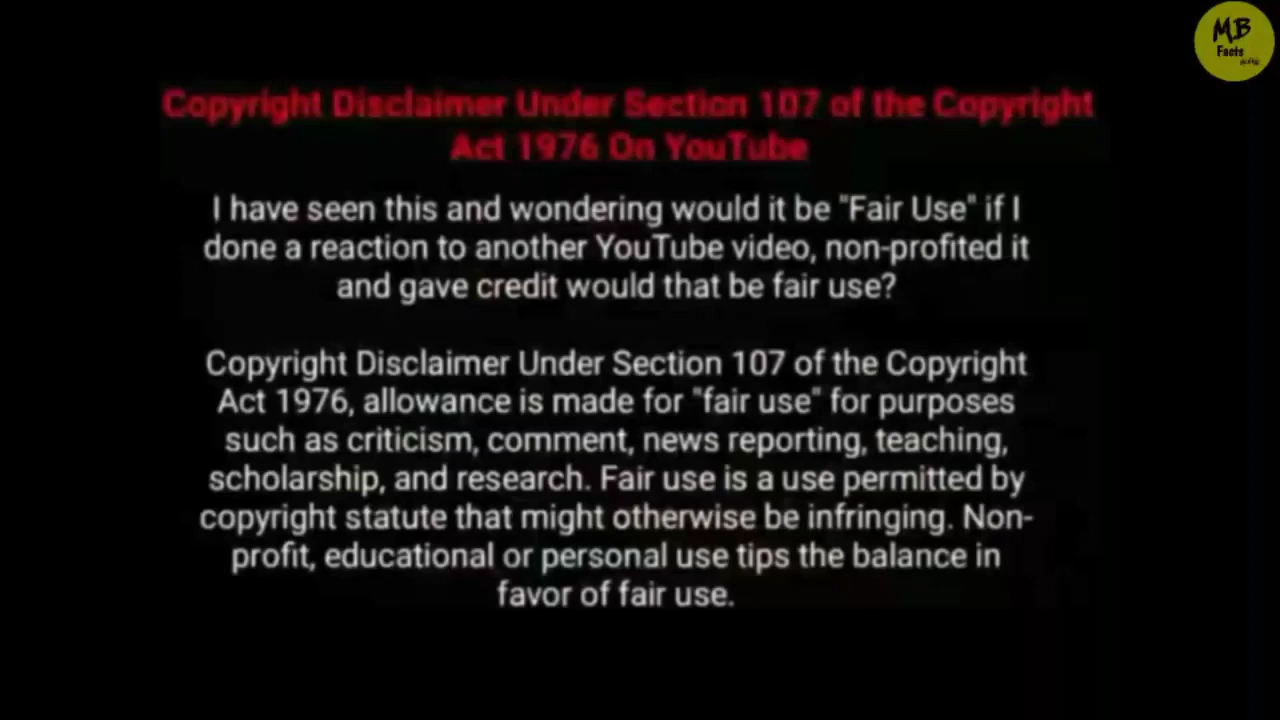 MB
Facts
Copyright Disclaimer Under Section 107 of the Copyright
Act 1976 On YouTube
I have seen this and wondering would it be "Fair Use" if I
done a reaction to another YouTube video, non-profited it
and gave credit would that be fair use?
Copyright Disclaimer Under Section 107 of the Copyright
Act 1976, allowance is made for "fair use" for purposes
such as criticism, comment, news reporting, teaching,
scholarship, and research. Fair use is a use permitted by
copyright statute that might otherwise be infringing. Non-
profit, educational or personal use tips the balance in
favor of fair use.